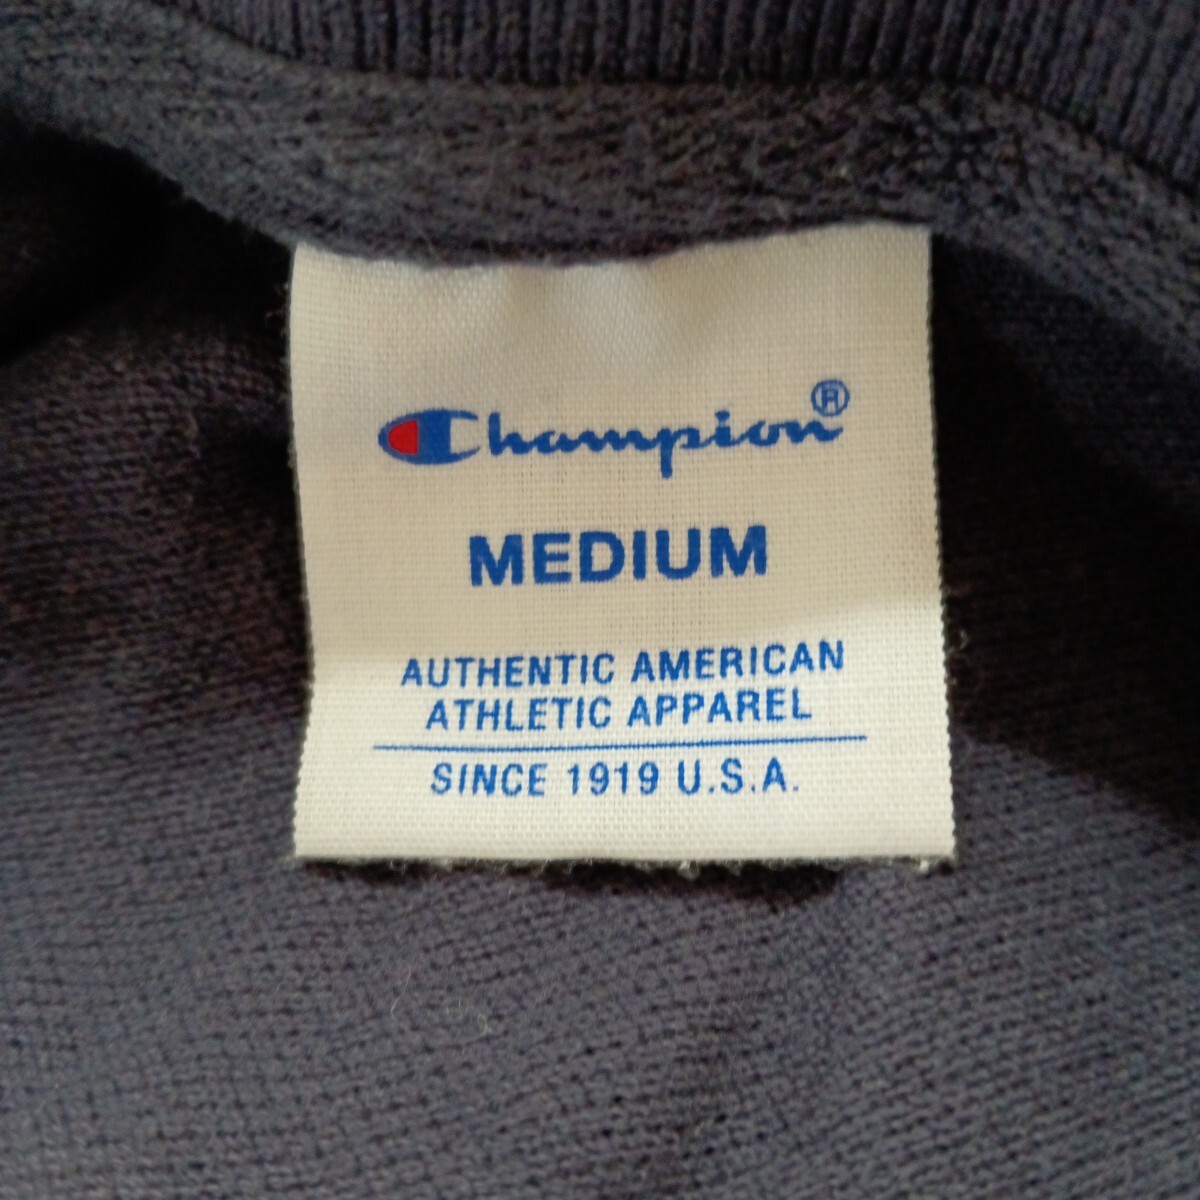 Champion®
MEDIUM
AUTHENTIC AMERICAN
ATHLETIC APPAREL
SINCE 1919 U.S.A.